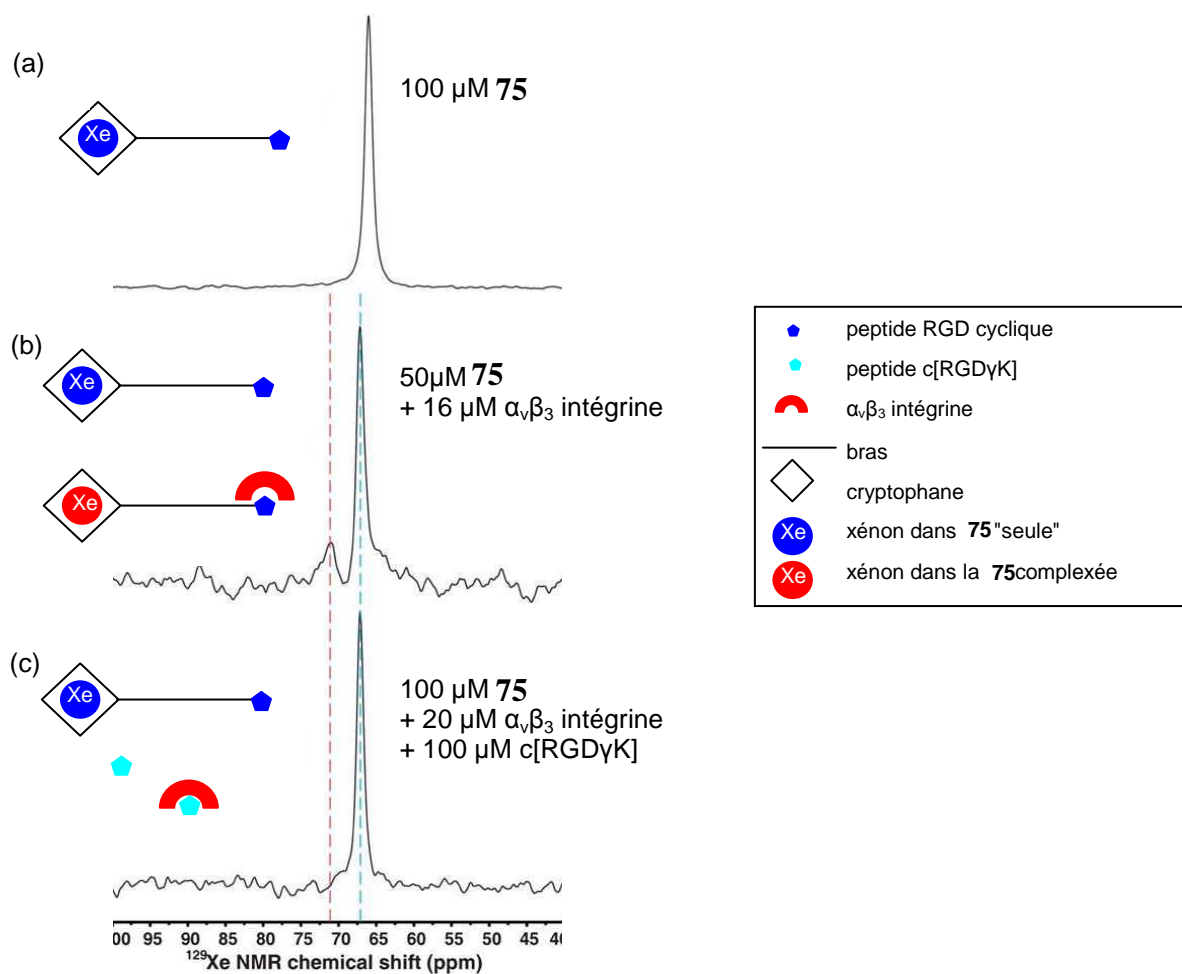 (a)
Xe
100 µM 75
(b)
Xe
50µM 75
+ 16 µM αvβ3 intégrine
Xe
(c)
Xe
100 µM 75
+ 20 µM αvβ3 intégrine
+ 100 µM c[RGDγK]
00 95 90 85 80 75 70 65 60 55 50 45 40
¹²⁹Xe NMR chemical shift (ppm)
peptide RGD cyclique
peptide c[RGDγK]
αvβ3 intégrine
bras
cryptophane
Xe xénon dans 75 "seule"
Xe xénon dans la 75complexée